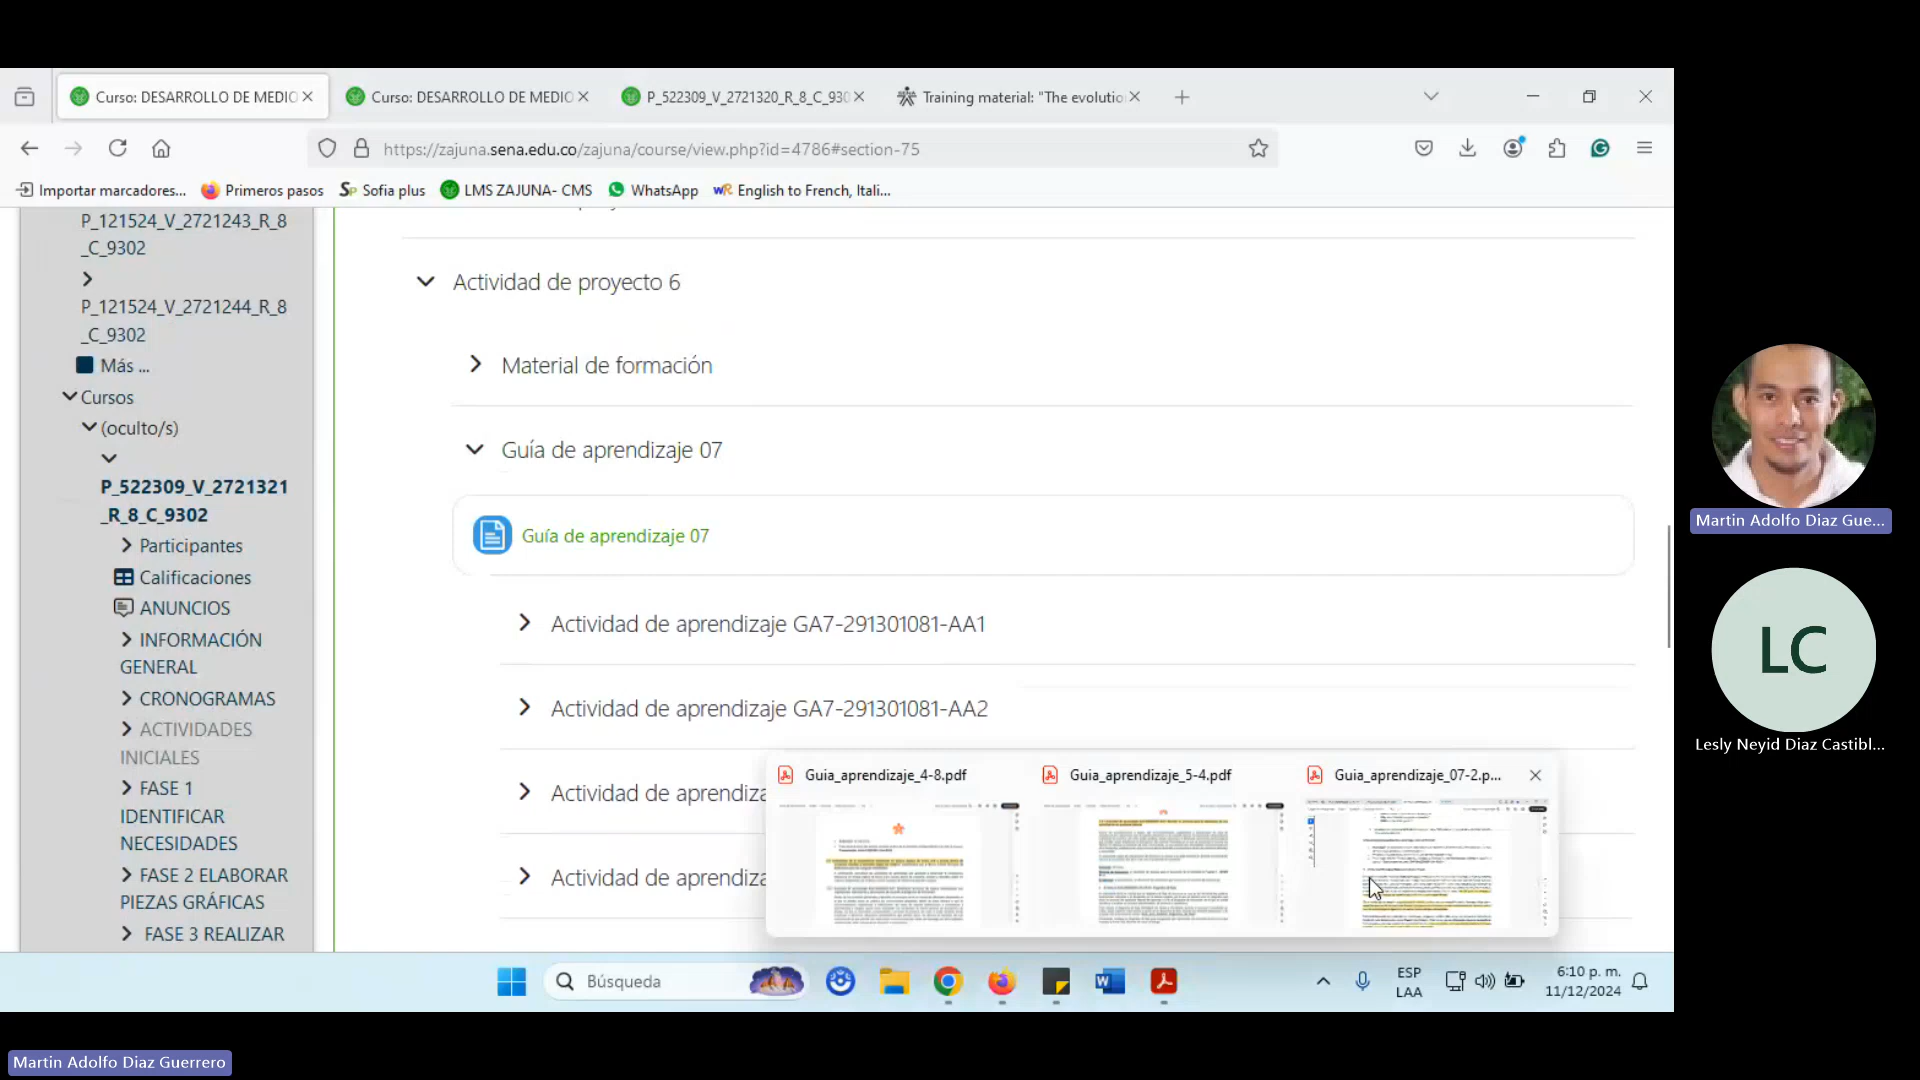 Curso: DESARROLLO DE MEDIO
Curso: DESARROLLO DE MEDIO
P_522309_V_2721320_R_8_C_930
Training material: "The evolutio
https://zajuna.sena.edu.co/zajuna/course/view.php?id=4786#section-75
Importar marcadores...
Primeros pasos
Sofia plus
LMS ZAJUNA- CMS
WhatsApp
English to French, Itali...
P_121524_V_2721243_R_8
_C_9302
P_121524_V_2721244_R_8
_C_9302
Más ...
Cursos
(oculto/s)
P_522309_V_2721321
_R_8_C_9302
Participantes
Calificaciones
ANUNCIOS
INFORMACIÓN
GENERAL
CRONOGRAMAS
ACTIVIDADES
INICIALES
FASE 1
IDENTIFICAR
NECESIDADES
FASE 2 ELABORAR
PIEZAS GRÁFICAS
FASE 3 REALIZAR
Actividad de proyecto 6
Material de formación
Guía de aprendizaje 07
Guía de aprendizaje 07
Actividad de aprendizaje GA7-291301081-AA1
Actividad de aprendizaje GA7-291301081-AA2
Actividad de aprendiza
Actividad de aprendiza
Guia_aprendizaje_4-8.pdf
Guia_aprendizaje_5-4.pdf
Guia_aprendizaje_07-2.p...
Búsqueda
ESP
LAA
6:10 p. m.
11/12/2024
Martin Adolfo Diaz Gue...
LC
Lesly Neyid Diaz Castibl...
Martin Adolfo Diaz Guerrero